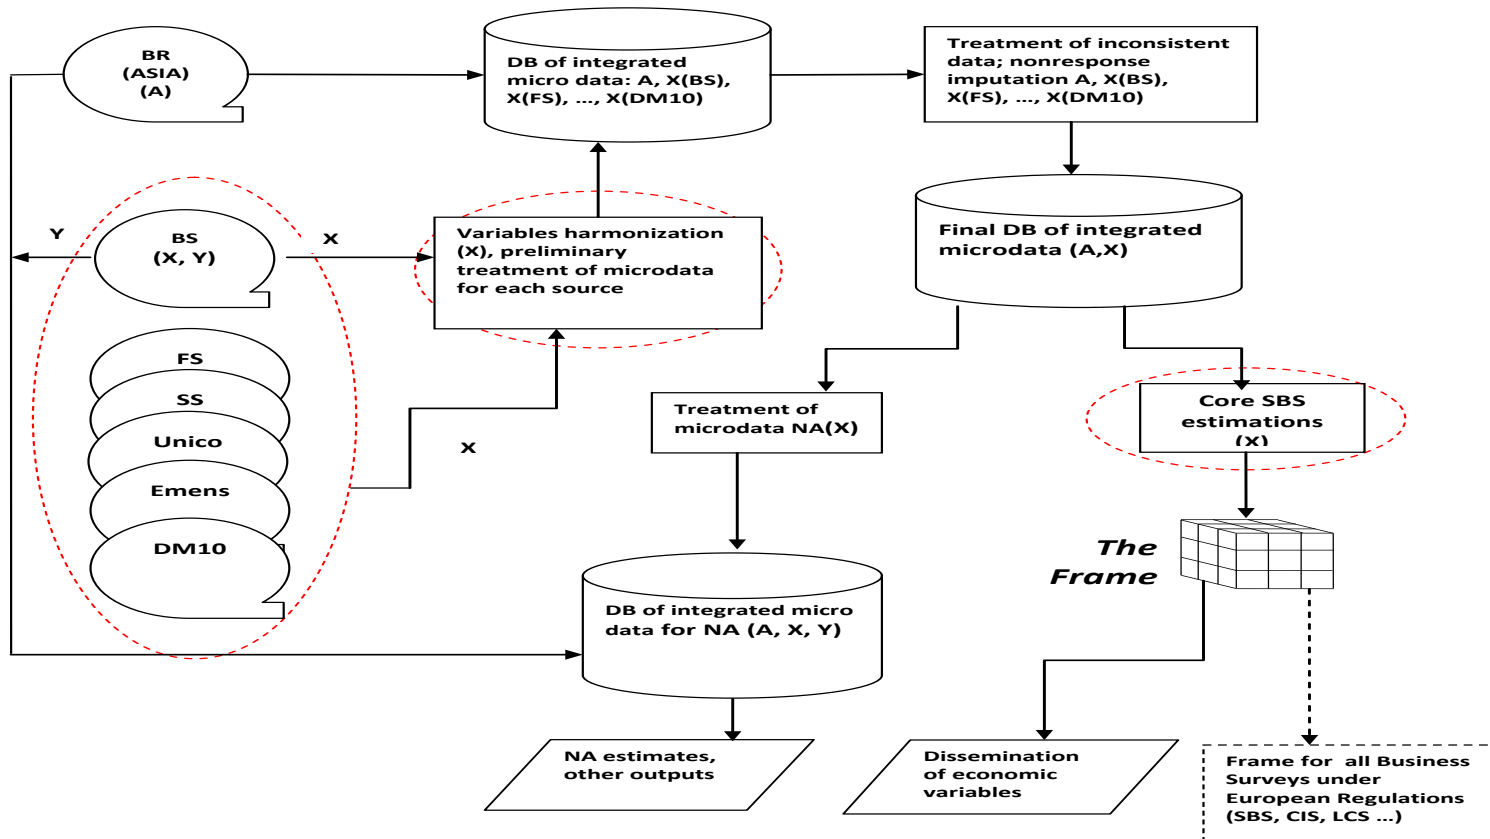 BR
(ASIA)
(A)
DB of integrated
micro data: A, X(BS),
X(FS), ..., X(DM10)
Treatment of inconsistent
data; nonresponse
imputation A, X(BS),
X(FS), ..., X(DM10)
Y
BS
(X, Y)
X
Variables harmonization
(X), preliminary
treatment of microdata
for each source
Final DB of integrated
microdata (A,X)
FS
SS
Unico
Emens
DM10
X
Treatment of
microdata NA(X)
Core SBS
estimations
(X)
The
Frame
DB of integrated micro
data for NA (A, X, Y)
NA estimates,
other outputs
Dissemination
of economic
variables
Frame for all Business
Surveys under
European Regulations
(SBS, CIS, LCS ...)